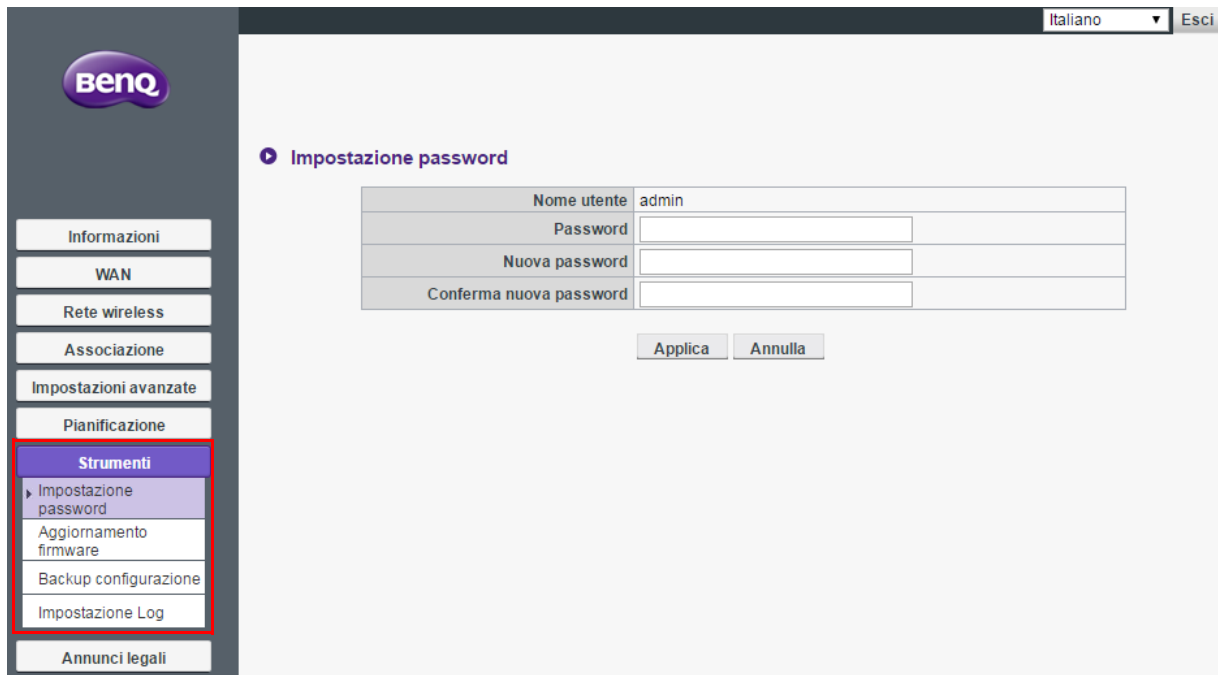 Italiano
Esci
BenQ
Impostazione password
Nome utente admin
Password
Nuova password
Conferma nuova password
Applica Annulla
Informazioni
WAN
Rete wireless
Associazione
Impostazioni avanzate
Pianificazione
Strumenti
Impostazione
password
Aggiornamento
firmware
Backup configurazione
Impostazione Log
Annunci legali